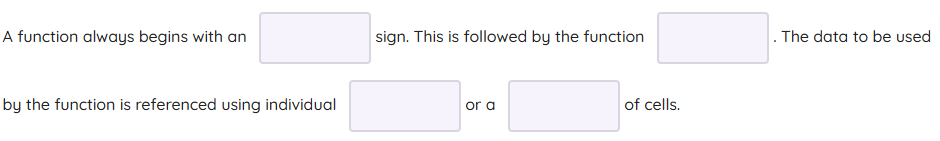 A function always begins with an sign. This is followed by the function . The data to be used
by the function is referenced using individual or a of cells.